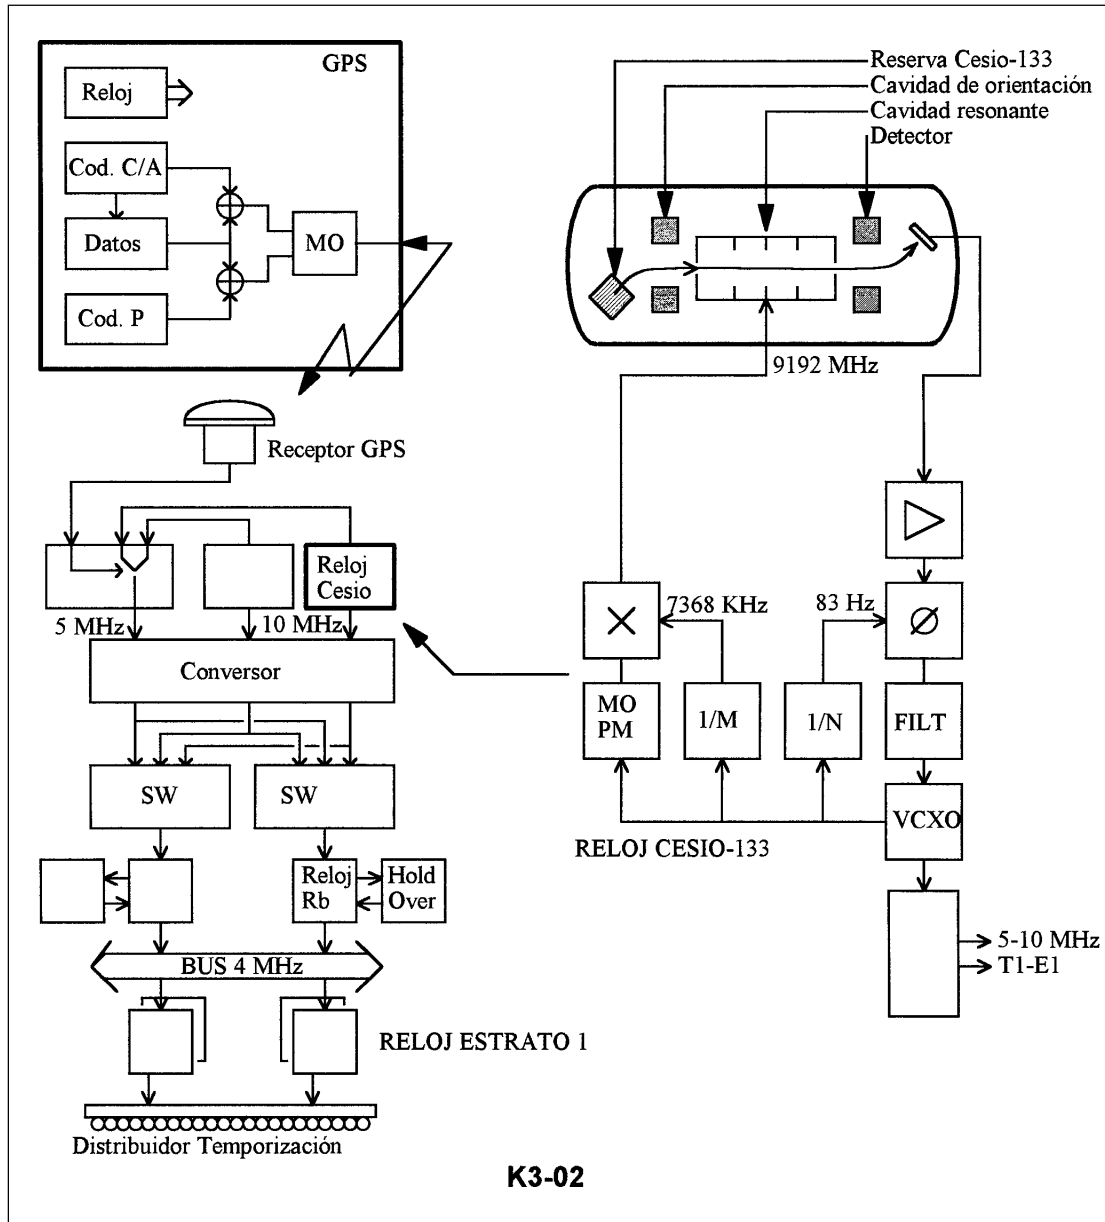 GPS
Reloj
Cod. C/A
Datos
Cod. P
MO
Receptor GPS
Reserva Cesio-133
Cavidad de orientación
Cavidad resonante
Detector
9192 MHz
Reloj
Cesio
5 MHz
10 MHz
Conversor
SW
SW
Reloj
Rb
Hold
Over
BUS 4 MHz
RELOJ ESTRATO 1
Distribuidor Temporización
7368 KHz
83 Hz
Ø
MO
PM
1/M
1/N
FILT
VCXO
RELOJ CESIO-133
5-10 MHz
T1-E1
K3-02